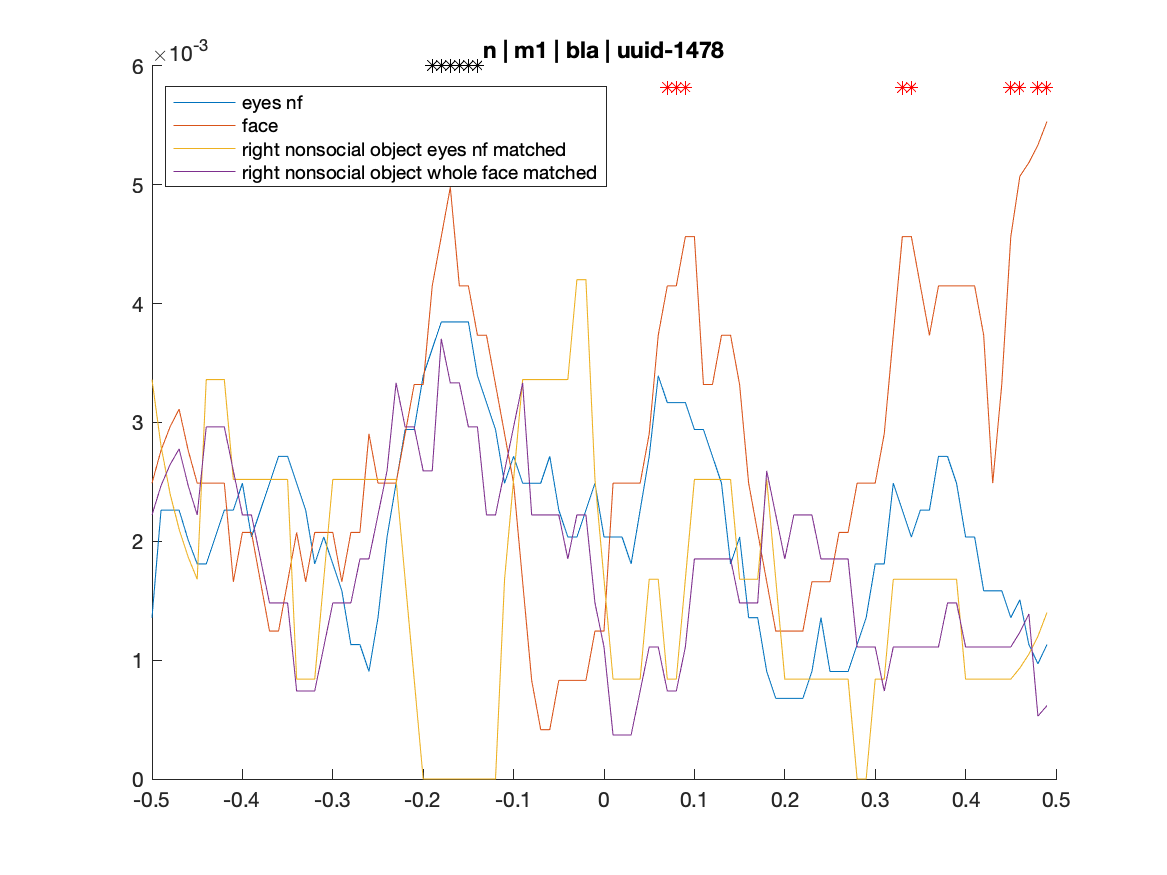 ×10-3
n | m1 | bla | uuid-1478
6
5
4
3
2
1
0
eyes nf
face
right nonsocial object eyes nf matched
right nonsocial object whole face matched
-0.5 -0.4 -0.3 -0.2 -0.1 0 0.1 0.2 0.3 0.4 0.5